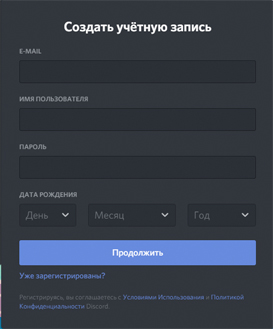 Создать учётную запись
E-MAIL
ИМЯ ПОЛЬЗОВАТЕЛЯ
ПАРОЛЬ
ДАТА РОЖДЕНИЯ
День Месяц Год
Продолжить
Уже зарегистрированы?
Регистрируясь, вы соглашаетесь с Условиями Использования и Политикой
Конфиденциальности Discord.